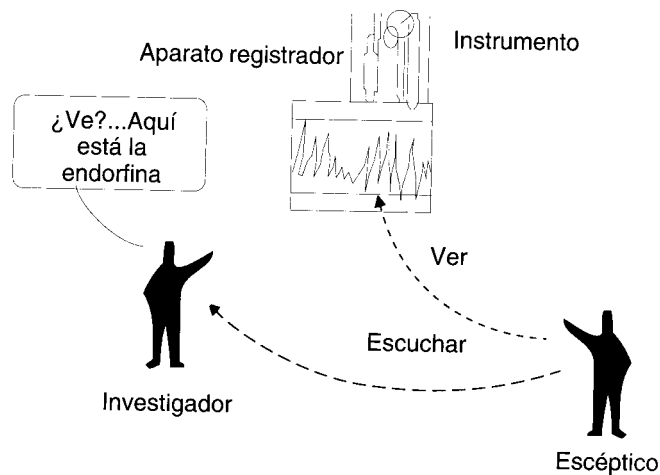 Aparato registrador
Instrumento
¿Ve?...Aquí
está la
endorfina
Ver
Escuchar
Investigador
Escéptico